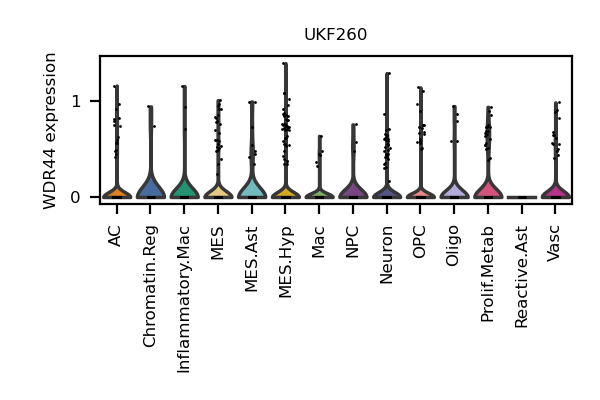 UKF260
WDR44 expression
1
0
AC
Chromatin.Reg
Inflammatory.Mac
MES
MES.Ast
MES.Hyp
Mac
NPC
Neuron
OPC
Oligo
Prolif.Metab
Reactive.Ast
Vasc